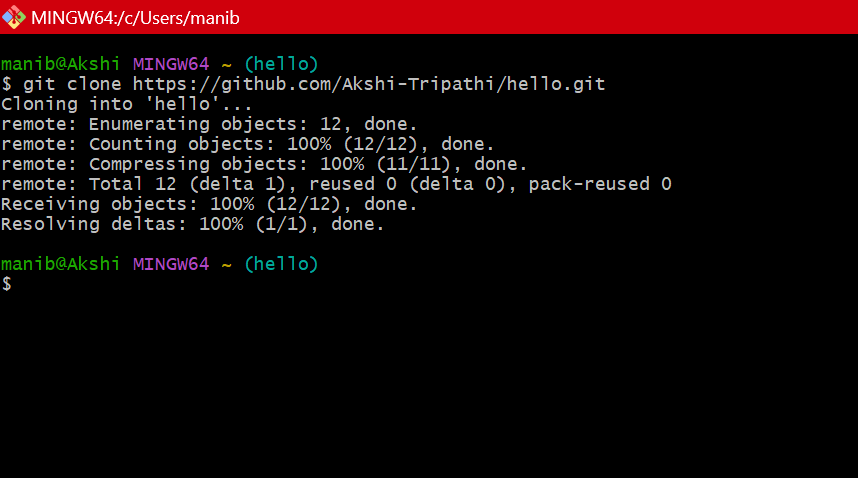 MINGW64:/c/Users/manib
manib@Akshi MINGW64 ~ (hello)
$ git clone https://github.com/Akshi-Tripathi/hello.git
Cloning into 'hello'...
remote: Enumerating objects: 12, done.
remote: Counting objects: 100% (12/12), done.
remote: Compressing objects: 100% (11/11), done.
remote: Total 12 (delta 1), reused 0 (delta 0), pack-reused 0
Receiving objects: 100% (12/12), done.
Resolving deltas: 100% (1/1), done.
manib@Akshi MINGW64 ~ (hello)
$